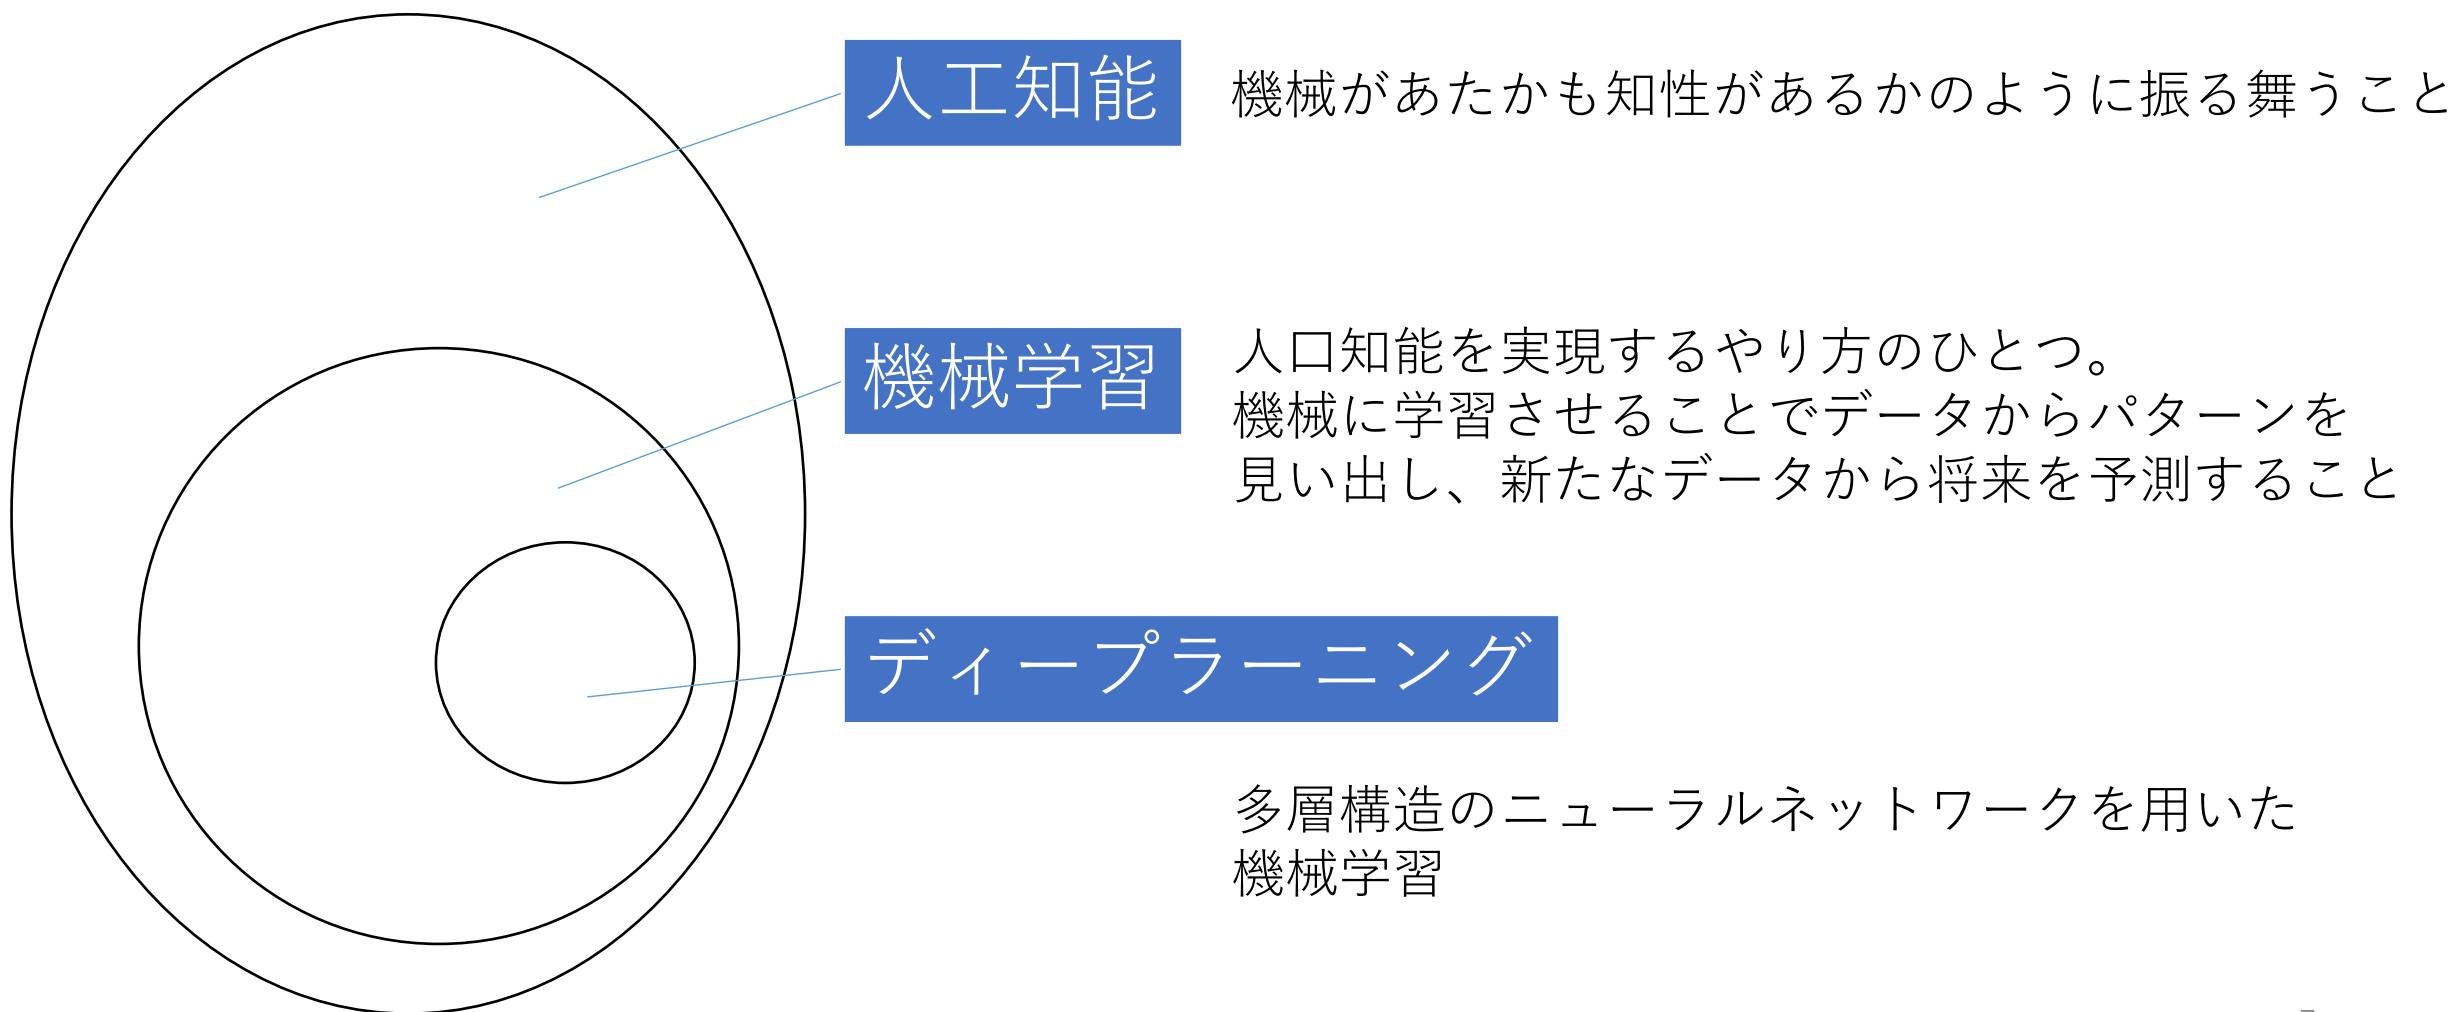 人工知能
機械があたかも知性があるかのように振る舞うこと
機械学習
人口知能を実現するやり方のひとつ。
機械に学習させることでデータからパターンを
見い出し、新たなデータから将来を予測すること
ディープラーニング
多層構造のニューラルネットワークを用いた
機械学習